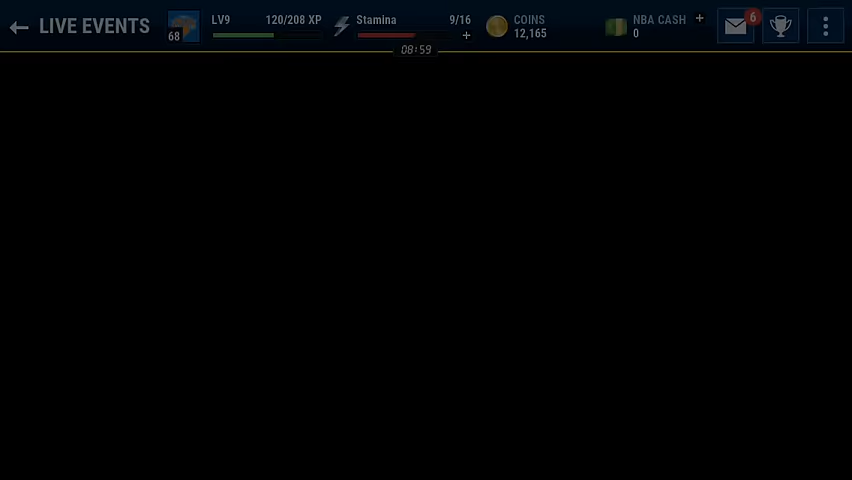 LIVE EVENTS
68
LV9 120/208 XP
Stamina 9/16
+
08:59
COINS
12,165
NBA CASH +
0
6